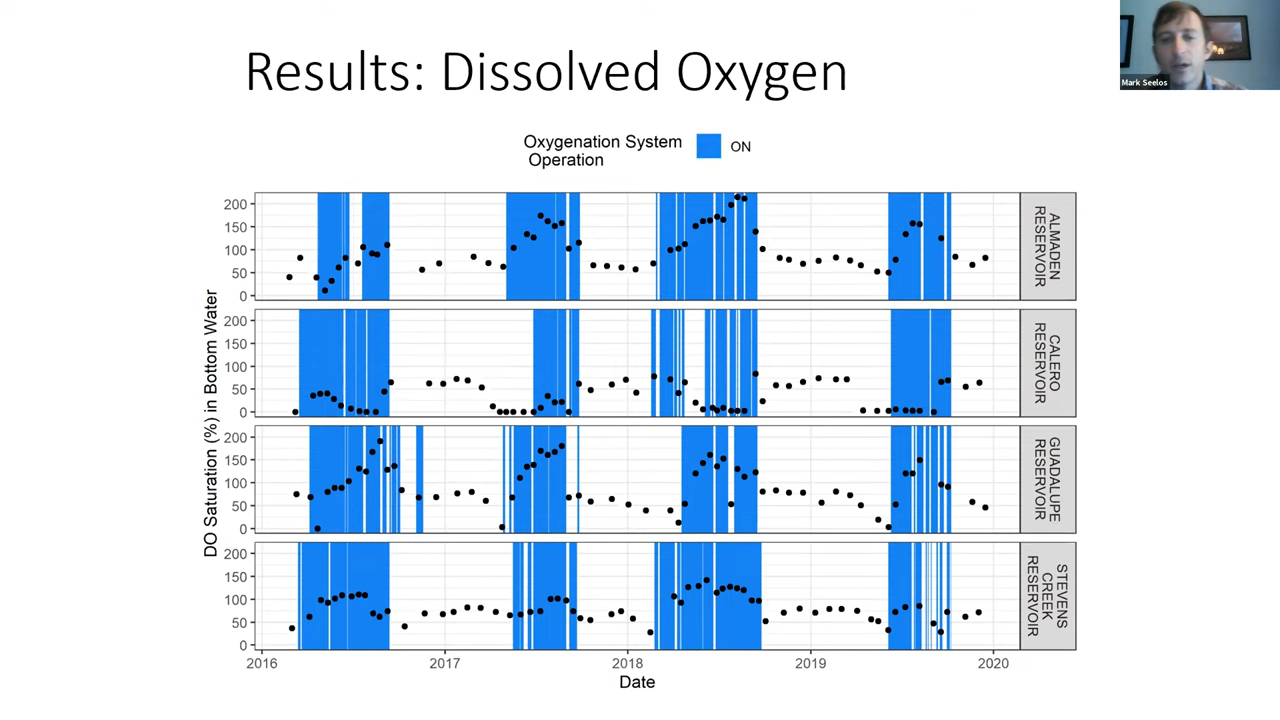 Results: Dissolved Oxygen
Mark Seelos
Oxygenation System
Operation
ON
DO Saturation (%) in Bottom Water
200
150
100
50
0
ALMADEN
RESERVOIR
200
150
100
50
0
CALERO
RESERVOIR
200
150
100
50
0
GUADALUPE
RESERVOIR
200
150
100
50
0
STEVENS
CREEK
RESERVOIR
2016 2017 2018 2019 2020
Date